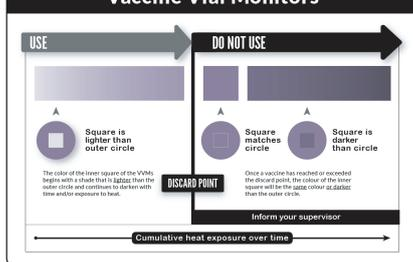 Vaccine Vial Monitors
USE
DO NOT USE
Square is
lighter than
outer circle
Square
matches
circle
Square is
darker
than circle
The color of the inner square of the VVMs
begins with a shade that is lighter than the
outer circle and continues to darken with
time and/or exposure to heat.
DISCARD POINT
Once a vaccine has reached or exceeded
the discard point, the colour of the inner
square will be the same colour or darker
than the outer circle.
Inform your supervisor
Cumulative heat exposure over time